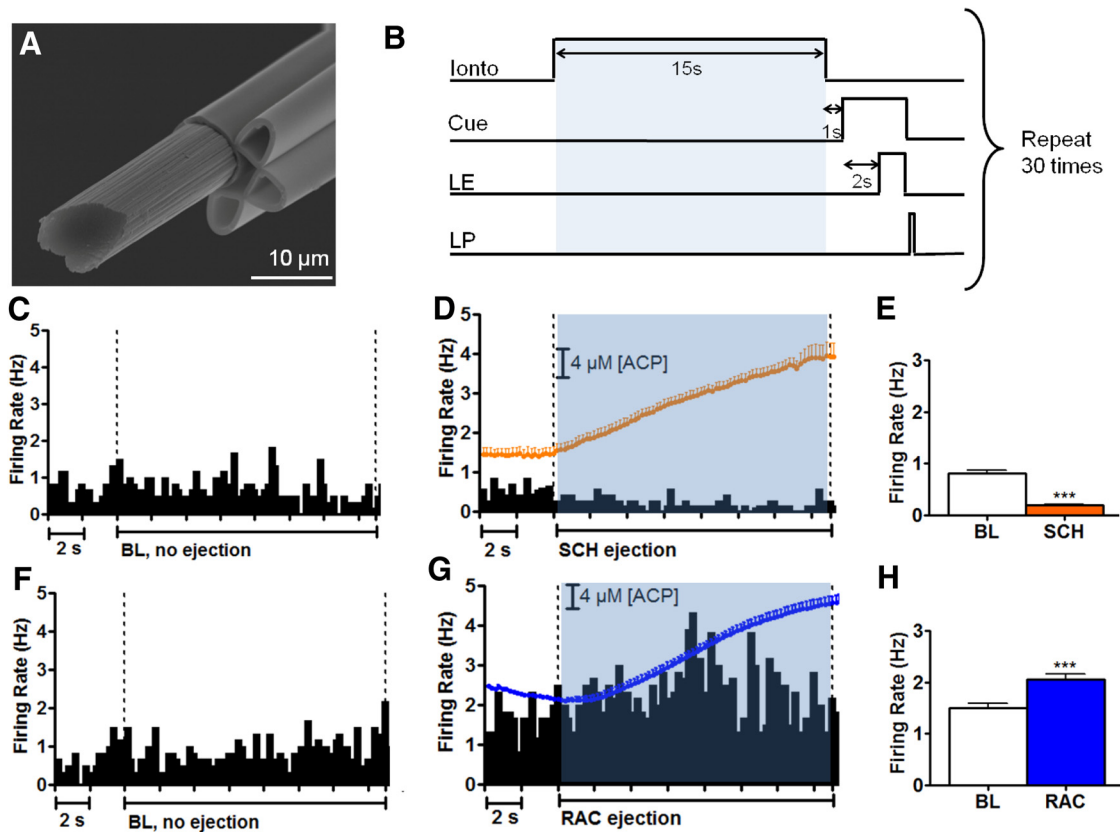 A
10 µm
B
Ionto
15s
Cue
1s
LE
2s
LP
Repeat
30 times
C
Firing Rate (Hz)
5
4
3
2
1
0
2 s
BL, no ejection
D
Firing Rate (Hz)
5
4
3
2
1
0
4 µM [ACP]
2 s
SCH ejection
E
Firing Rate (Hz)
3
2
1
0
***
BL
SCH
F
Firing Rate (Hz)
5
4
3
2
1
0
2 s
BL, no ejection
G
Firing Rate (Hz)
5
4
3
2
1
0
4 µM [ACP]
2 s
RAC ejection
H
Firing Rate (Hz)
3
2
1
0
***
BL
RAC